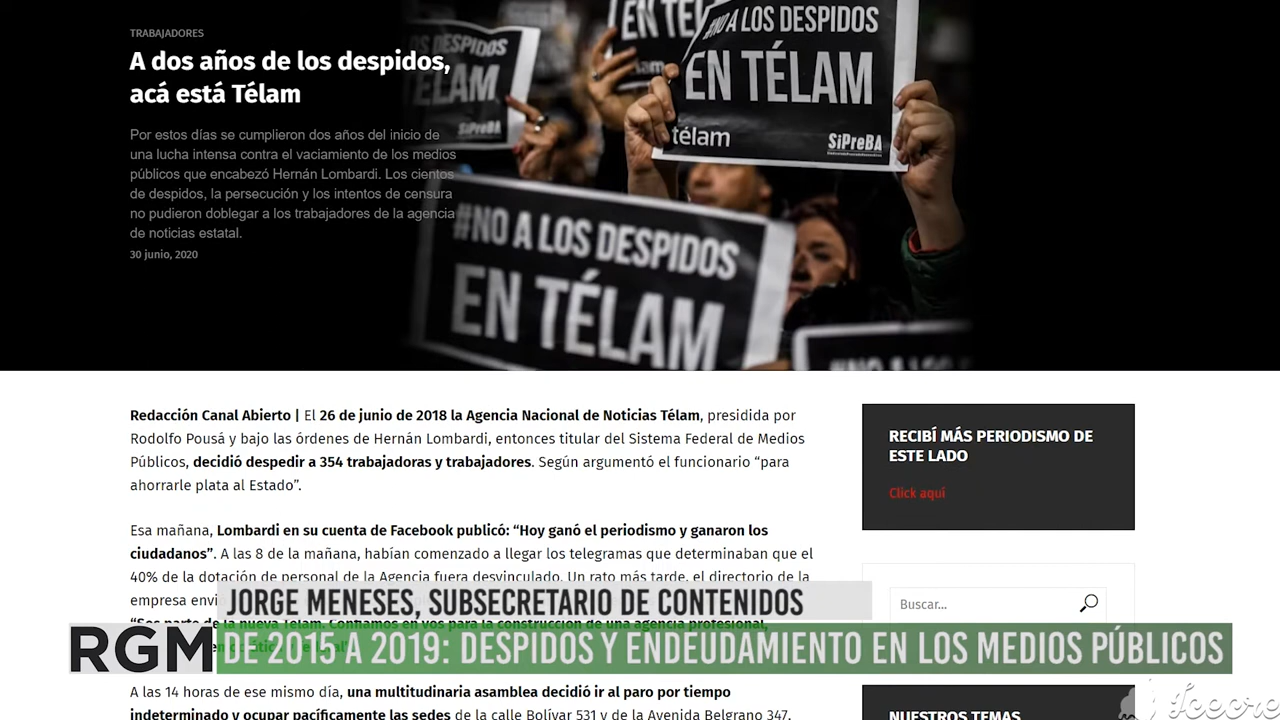 TRABAJADORES
A dos años de los despidos,
acá está Télam
Por estos días se cumplieron dos años del inicio de
una lucha intensa contra el vaciamiento de los medios
públicos que encabezó Hernán Lombardi. Los cientos
de despidos, la persecución y los intentos de censura
no pudieron doblegar a los trabajadores de la agencia
de noticias estatal.
30 junio, 2020
DESPIDOS
TÉLAM
SiPreBA
EN TÉL
#NO A LOS DESPIDOS
EN TÉLAM
télam
SiPreBA
#NO A LOS DESPIDOS
EN TÉLAM
Redacción Canal Abierto | El 26 de junio de 2018 la Agencia Nacional de Noticias Télam, presidida por
Rodolfo Pousá y bajo las órdenes de Hernán Lombardi, entonces titular del Sistema Federal de Medios
Públicos, decidió despedir a 354 trabajadoras y trabajadores. Según argumentó el funcionario “para
ahorrarle plata al Estado”.
Esa mañana, Lombardi en su cuenta de Facebook publicó: “Hoy ganó el periodismo y ganaron los
ciudadanos”. A las 8 de la mañana, habían comenzado a llegar los telegramas que determinaban que el
40% de la dotación de personal de la Agencia fuera desvinculado. Un rato más tarde, el directorio de la
empresa
JORGE MENESES, SUBSECRETARIO DE CONTENIDOS
RGM DE 2015 A 2019: DESPIDOS Y ENDEUDAMIENTO EN LOS MEDIOS PÚBLICOS
A las 14 horas de ese mismo día, una multitudinaria asamblea decidió ir al paro por tiempo
indeterminado y ocupar pacíficamente las sedes de la calle Bolívar 531 y de la Avenida Belgrano 347.
RECIBÍ MÁS PERIODISMO DE
ESTE LADO
Click aquí
Buscar...
NUESTROS TEMAS